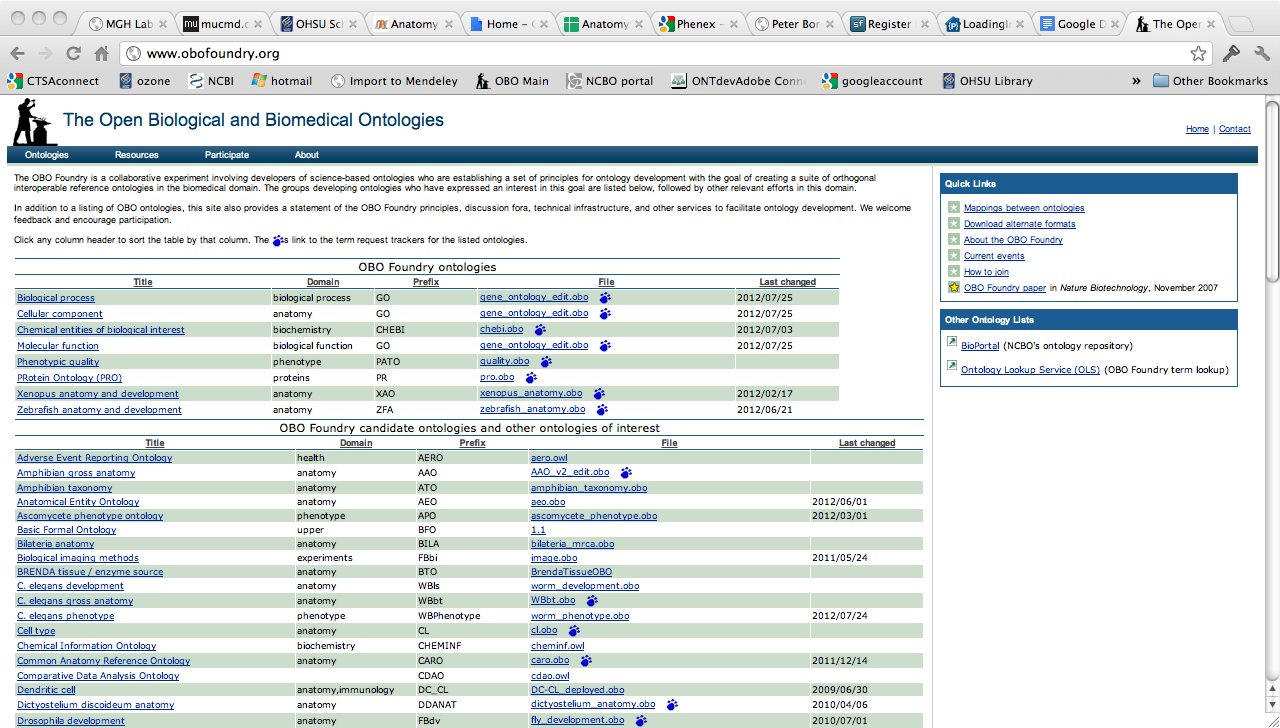 MGH Lab
mucmd.c
OHSU Sc
Anatomy
Home – C
Anatomy
Phenex -
Peter Bor
Register
Loading
Google D
The Open
www.obofoundry.org
CTSAconnect ozone NCBI hotmail Import to Mendeley OBO Main NCBO portal ONTDevAdobe Conn googleaccount OHSU Library » Other Bookmarks
The Open Biological and Biomedical Ontologies
Home | Contact
Ontologies Resources Participate About
The OBO Foundry is a collaborative experiment involving developers of science-based ontologies who are establishing a set of principles for ontology development with the goal of creating a suite of orthogonal
interoperable reference ontologies in the biomedical domain. The groups developing ontologies who have expressed an interest in this goal are listed below, followed by other relevant efforts in this domain.
In addition to a listing of OBO ontologies, this site also provides a statement of the OBO Foundry principles, discussion fora, technical infrastructure, and other services to facilitate ontology development. We welcome
feedback and encourage participation.
Click any column header to sort the table by that column. The s link to the term request trackers for the listed ontologies.
OBO Foundry ontologies
Title Domain Prefix File Last changed
Biological process biological process GO gene_ontology_edit.obo 2012/07/25
Cellular component anatomy GO gene_ontology_edit.obo 2012/07/25
Chemical entities of biological interest biochemistry CHEBI chebi.obo 2012/07/03
Molecular function biological function GO gene_ontology_edit.obo 2012/07/25
Phenotypic quality phenotype PATO quality.obo
PRotein Ontology (PRO) proteins PR pro.obo
Xenopus anatomy and development anatomy XAO xenopus_anatomy.obo 2012/02/17
Zebrafish anatomy and development anatomy ZFA zebrafish_anatomy.obo 2012/06/21
OBO Foundry candidate ontologies and other ontologies of interest
Title Domain Prefix File Last changed
Adverse Event Reporting Ontology health AERO aero.owl
Amphibian gross anatomy anatomy AAO AAO_v2_edit.obo
Amphibian taxonomy anatomy ATO amphibian_taxonomy.obo
Anatomical Entity Ontology anatomy AEO aeo.obo 2012/06/01
Ascomycete phenotype ontology phenotype APO ascomycete_phenotype.obo 2012/03/01
Basic Formal Ontology upper BFO 1.1
Bilateria anatomy anatomy BILA bilateria_mrca.obo
Biological imaging methods experiments FBbi image.obo 2011/05/24
BRENDA tissue / enzyme source anatomy BTO BrendaTissueOBO
C. elegans development anatomy WBls worm_development.obo
C. elegans gross anatomy anatomy WBbt WBbt.obo
C. elegans phenotype phenotype WBPhenotype worm_phenotype.obo 2012/07/24
Cell type anatomy CL cl.obo
Chemical Information Ontology biochemistry CHEMINF cheminf.owl
Common Anatomy Reference Ontology anatomy CARO caro.obo 2011/12/14
Comparative Data Analysis Ontology CDAO cdao.owl
Dendritic cell anatomy,immunology DC_CL DC-CL_deployed.obo 2009/06/30
Dictyostelium discoideum anatomy anatomy DDANAT dictyostelium_anatomy.obo 2010/04/06
Drosophila development anatomy FBdv fly_development.obo 2010/07/01
Quick Links
Mappings between ontologies
Download alternate formats
About the OBO Foundry
Current events
How to join
OBO Foundry paper in Nature Biotechnology, November 2007
Other Ontology Lists
BioPortal (NCBO's ontology repository)
Ontology Lookup Service (OLS) (OBO Foundry term lookup)